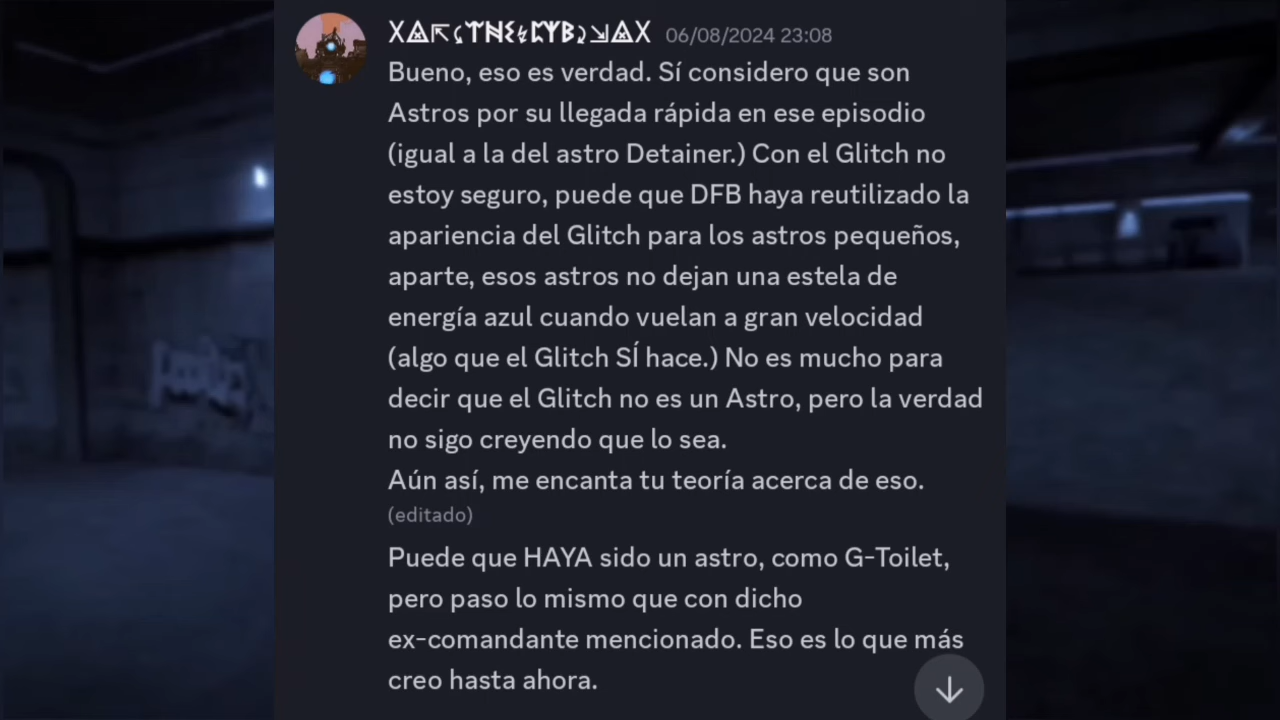 06/08/2024 23:08
Bueno, eso es verdad. Sí considero que son
Astros por su llegada rápida en ese episodio
(igual a la del astro Detainer.) Con el Glitch no
estoy seguro, puede que DFB haya reutilizado la
apariencia del Glitch para los astros pequeños,
aparte, esos astros no dejan una estela de
energía azul cuando vuelan a gran velocidad
(algo que el Glitch SÍ hace.) No es mucho para
decir que el Glitch no es un Astro, pero la verdad
no sigo creyendo que lo sea.
Aún así, me encanta tu teoría acerca de eso.
(editado)
Puede que HAYA sido un astro, como G-Toilet,
pero paso lo mismo que con dicho
ex-comandante mencionado. Eso es lo que más
creo hasta ahora.